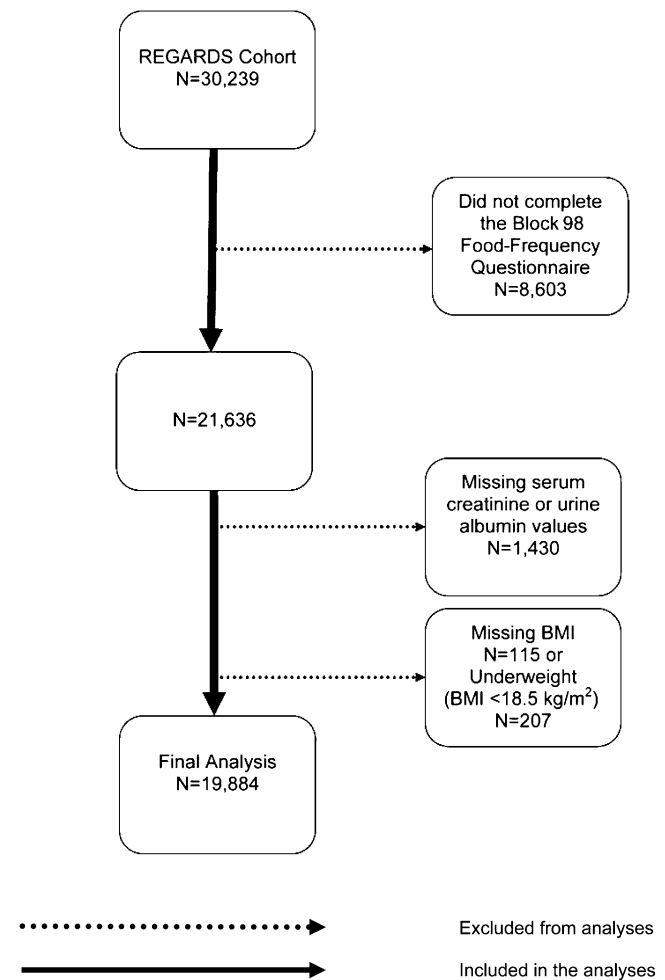 REGARDS Cohort
N=30,239
Did not complete
the Block 98
Food-Frequency
Questionnaire
N=8,603
N=21,636
Missing serum
creatinine or urine
albumin values
N=1,430
Missing BMI
N=115 or
Underweight
(BMI <18.5 kg/m²)
N=207
Final Analysis
N=19,884
Excluded from analyses
Included in the analyses